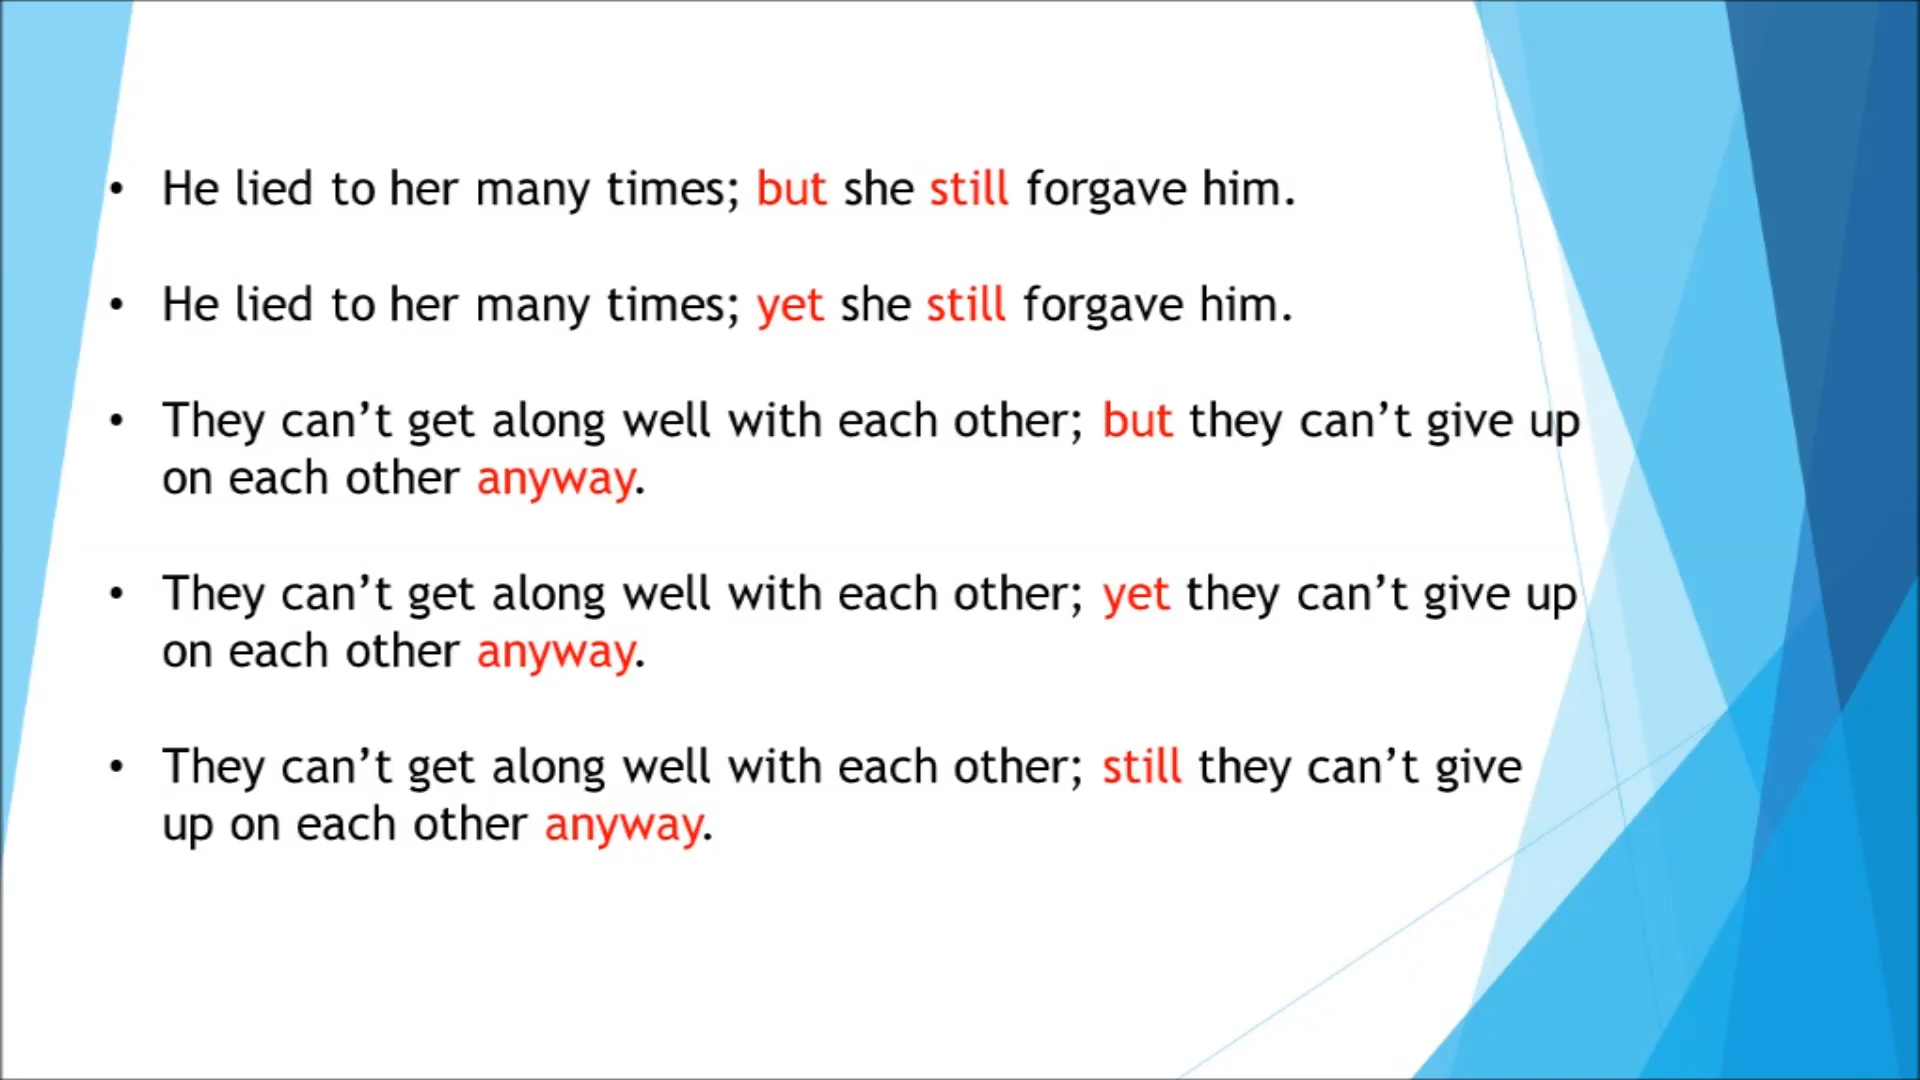 • He lied to her many times; but she still forgave him.
• He lied to her many times; yet she still forgave him.
• They can’t get along well with each other; but they can’t give up
on each other anyway.
• They can’t get along well with each other; yet they can’t give up
on each other anyway.
• They can’t get along well with each other; still they can’t give
up on each other anyway.